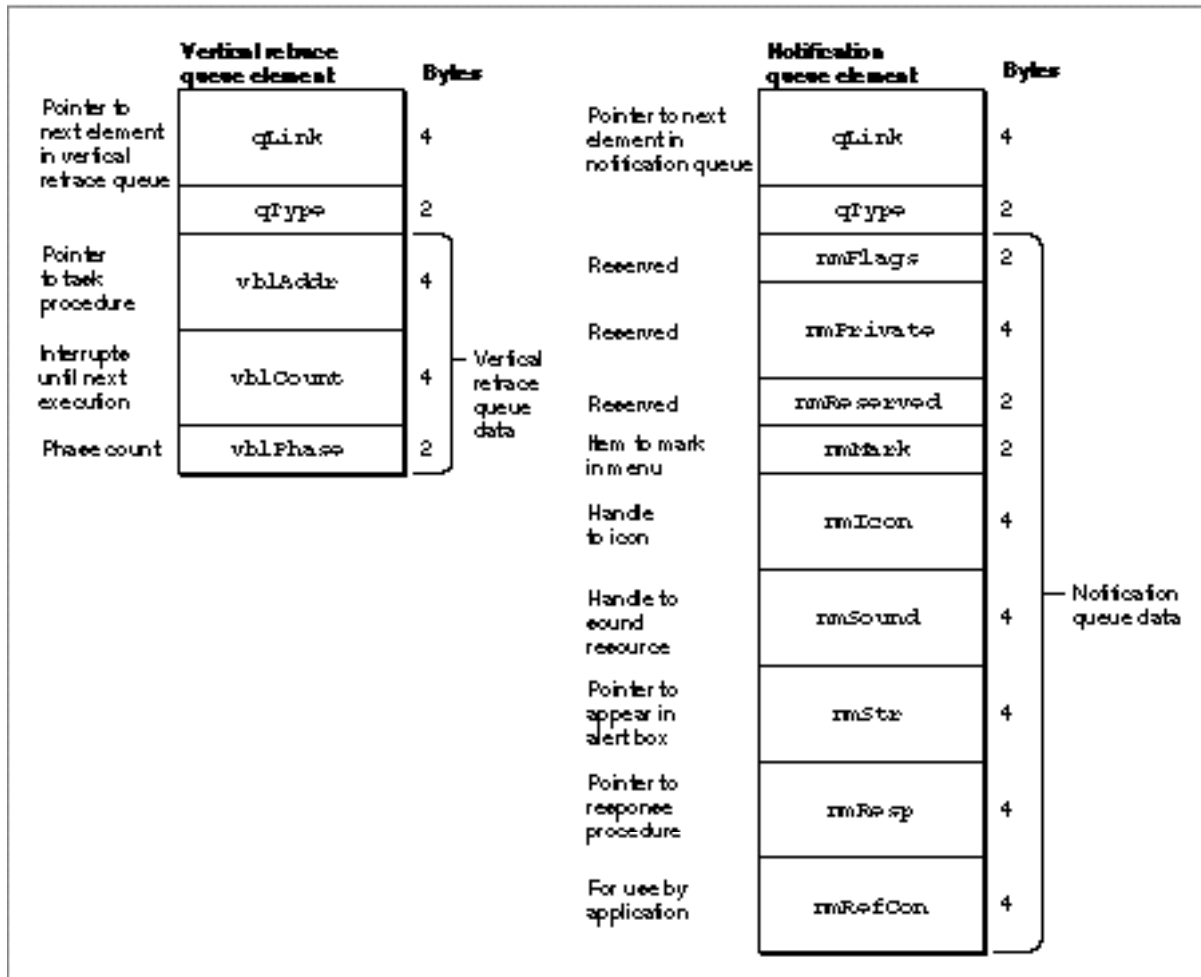 Vertical retrace
queue element
Bytes
Pointer to
next element
in vertical
retrace queue
qLink
4
qType
2
Pointer
to task
procedure
vblAddr
4
Interrupts
until next
execution
vblCount
4
Phase count
vblPhase
2
Vertical
retrace
queue
data
Notification
queue element
Bytes
Pointer to next
element in
notification queue
qLink
4
qType
2
Reserved
nmFlags
2
Reserved
nmPrivate
4
Reserved
nmReserved
2
Item to mark
in menu
nmMark
2
Handle
to icon
nmIcon
4
Handle to
sound
resource
nmSound
4
Pointer to
appear in
alert box
nmStr
4
Pointer to
response
procedure
nmResp
4
For use by
application
nmRefCon
4
Notification
queue data